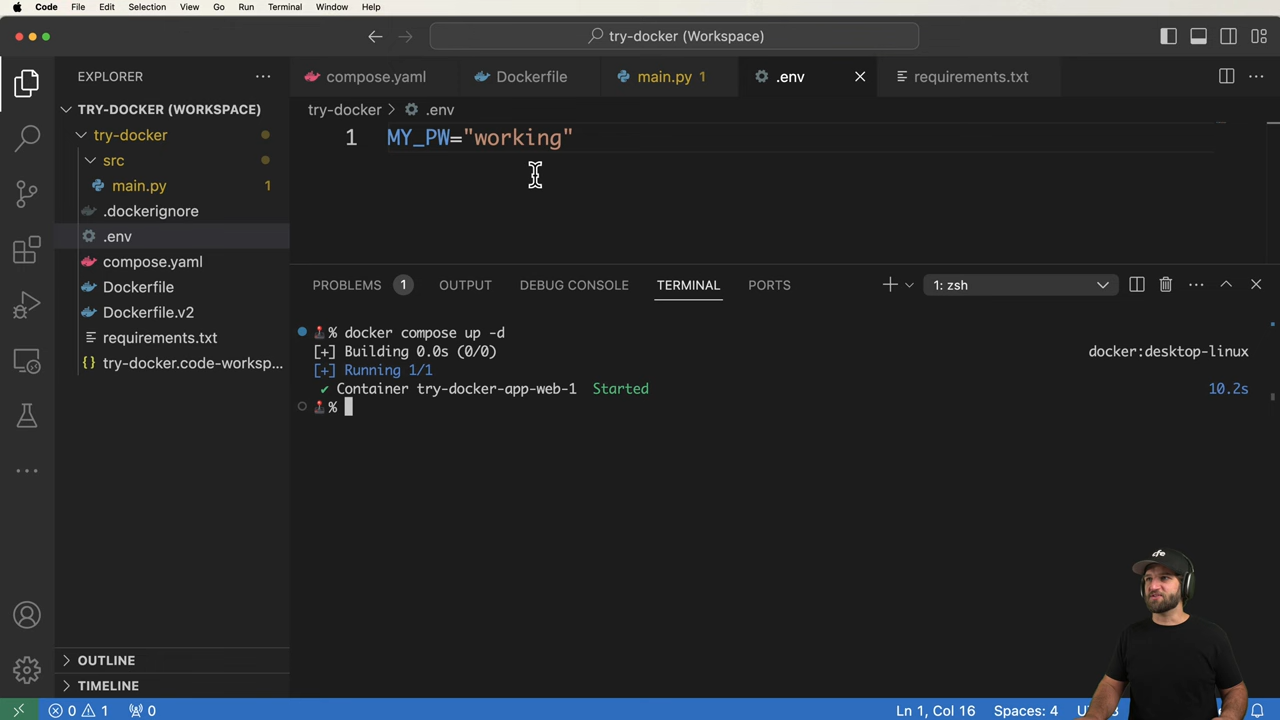 Code File Edit Selection View Go Run Terminal Window Help
try-docker (Workspace)
EXPLORER
compose.yaml Dockerfile main.py 1 .env requirements.txt
TRY-DOCKER (WORKSPACE)
try-docker
src
main.py 1
.dockerignore
.env
compose.yaml
Dockerfile
Dockerfile.v2
requirements.txt
try-docker.code-worksp...
OUTLINE
TIMELINE
try-docker > .env
1 MY_PW="working"
PROBLEMS 1 OUTPUT DEBUG CONSOLE TERMINAL PORTS 1: zsh
% docker compose up -d
[+] Building 0.0s (0/0) docker:desktop-linux
[+] Running 1/1
✔ Container try-docker-app-web-1 Started 10.2s
%
cfe
0 1 0 Ln 1, Col 16 Spaces: 4